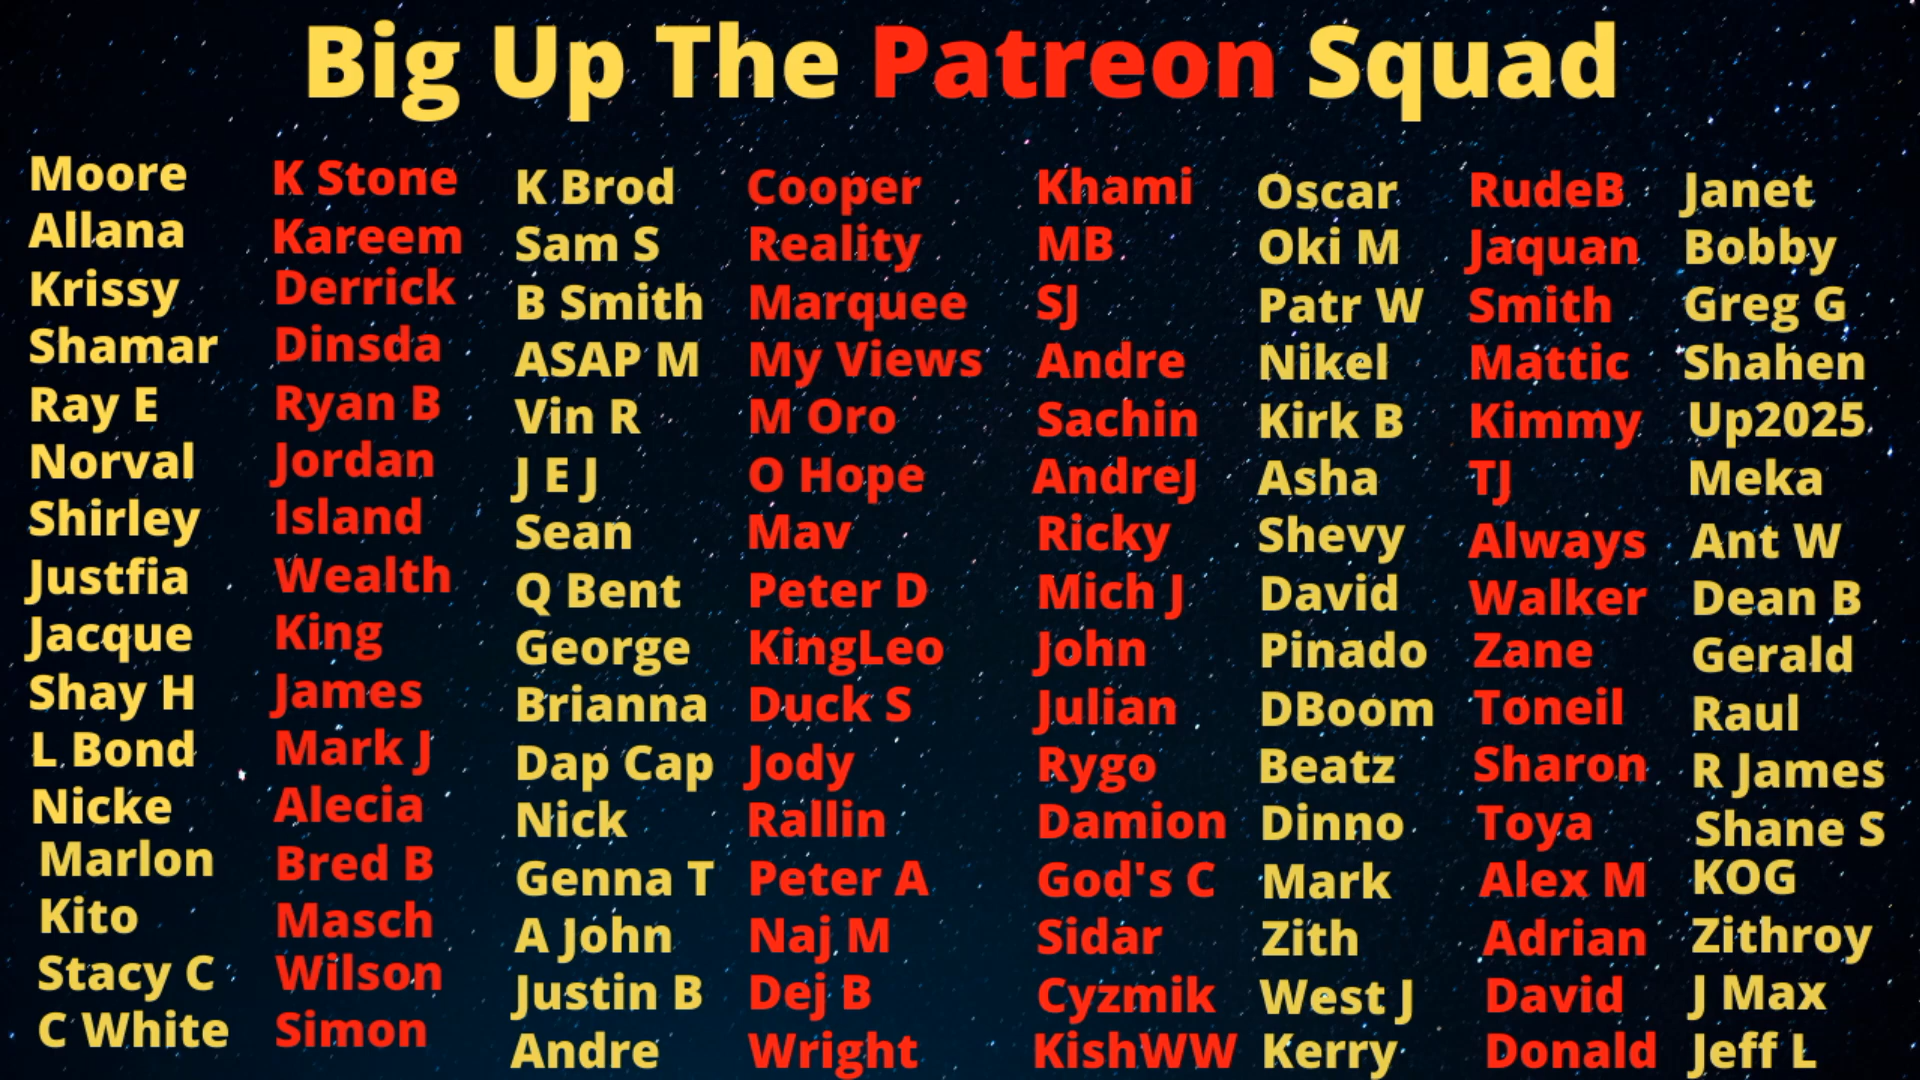 Big Up The Patreon Squad
Moore
Allana
Krissy
Shamar
Ray E
Norval
Shirley
Justfia
Jacque
Shay H
L Bond
Nicke
Marlon
Kito
Stacy C
C White
K Stone
Kareem
Derrick
Dinsda
Ryan B
Jordan
Island
Wealth
King
James
Mark J
Alecia
Bred B
Masch
Wilson
Simon
K Brod
Sam S
B Smith
ASAP M
Vin R
J E J
Sean
Q Bent
George
Brianna
Dap Cap
Nick
Genna T
A John
Justin B
Andre
Cooper
Reality
Marquee
My Views
M Oro
O Hope
Mav
Peter D
KingLeo
Duck S
Jody
Rallin
Peter A
Naj M
Dej B
Wright
Khami
MB
SJ
Andre
Sachin
AndreJ
Ricky
Mich J
John
Julian
Rygo
Damion
God's C
Sidar
Cyzmik
KishWW
Oscar
Oki M
Patr W
Nikel
Kirk B
Asha
Shevy
David
Pinado
DBoom
Beatz
Dinno
Mark
Zith
West J
Kerry
RudeB
Jaquan
Smith
Mattic
Kimmy
TJ
Always
Walker
Zane
Toneil
Sharon
Toya
Alex M
Adrian
David
Donald
Janet
Bobby
Greg G
Shahen
Up2025
Meka
Ant W
Dean B
Gerald
Raul
R James
Shane S
KOG
Zithroy
J Max
Jeff L